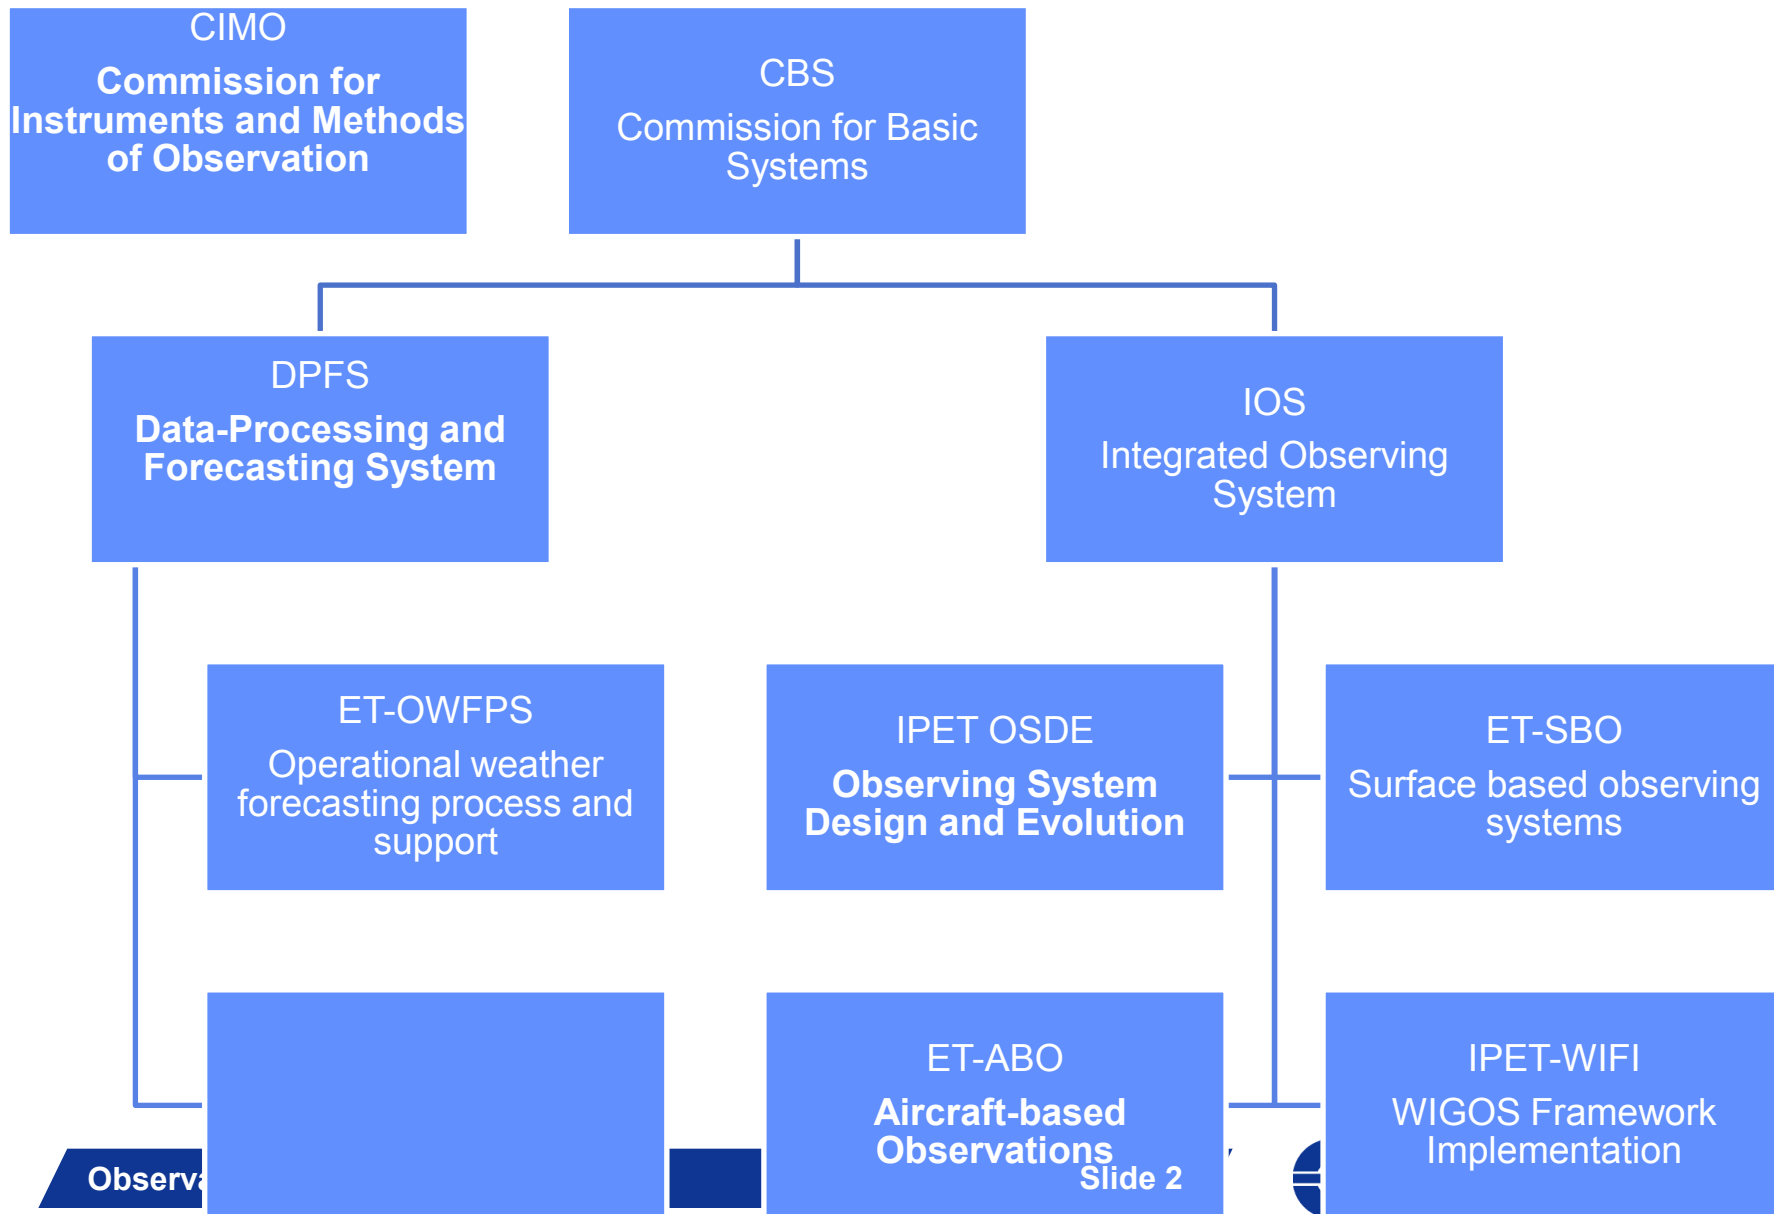 CIMO
Commission for
Instruments and Methods
of Observation
CBS
Commission for Basic
Systems
DPFS
Data-Processing and
Forecasting System
IOS
Integrated Observing
System
ET-OWFPS
Operational weather
forecasting process and
support
IPET OSDE
Observing System
Design and Evolution
ET-SBO
Surface based observing
systems
ET-ABO
Aircraft-based
Observations
IPET-WIFI
WIGOS Framework
Implementation
Slide 2